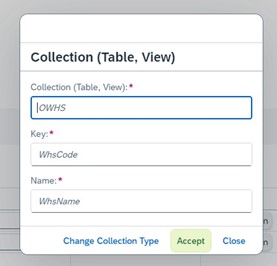 Collection (Table, View)
Collection (Table, View):*
OWHS
Key:*
WhsCode
Name:*
WhsName
Change Collection Type Accept Close